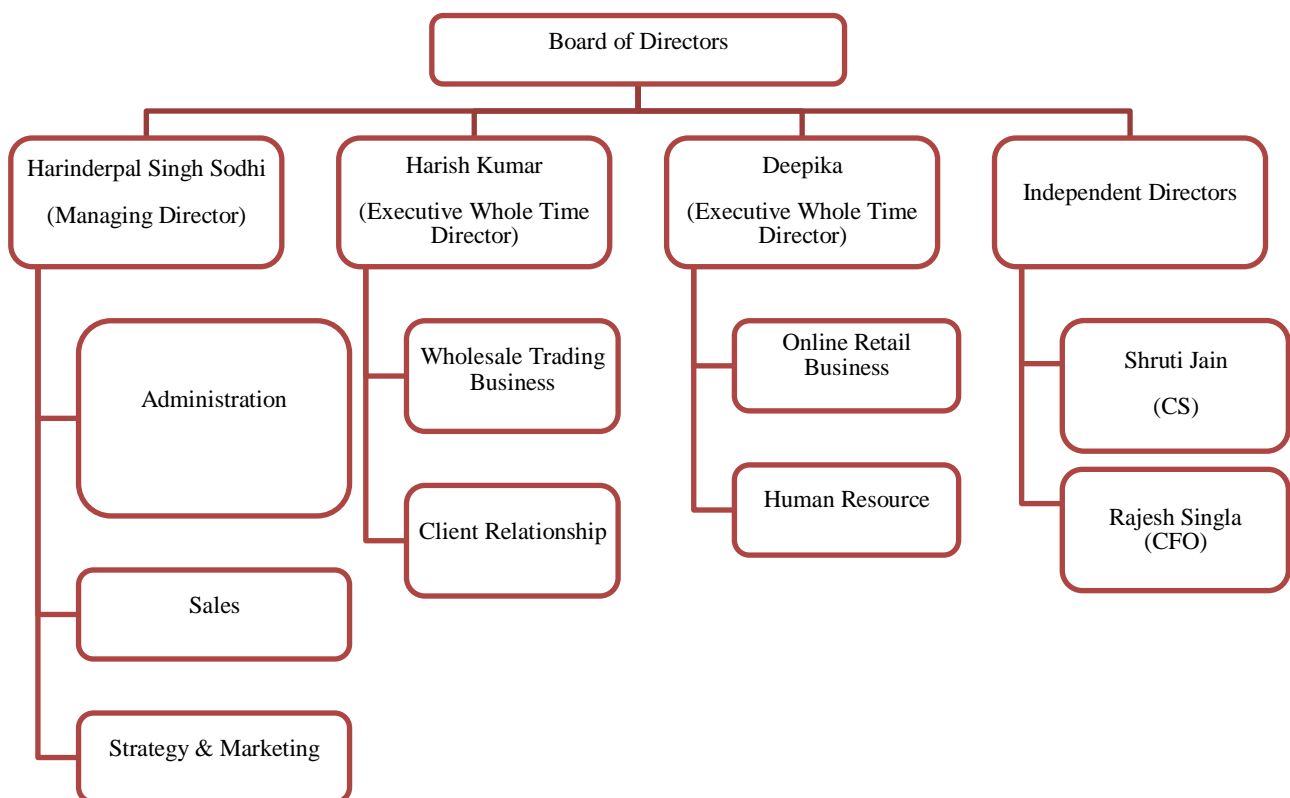 Board of Directors
Harinderpal Singh Sodhi
(Managing Director)
Harish Kumar
(Executive Whole Time
Director)
Deepika
(Executive Whole Time
Director)
Independent Directors
Administration
Sales
Strategy & Marketing
Wholesale Trading
Business
Client Relationship
Online Retail
Business
Human Resource
Shruti Jain
(CS)
Rajesh Singla
(CFO)